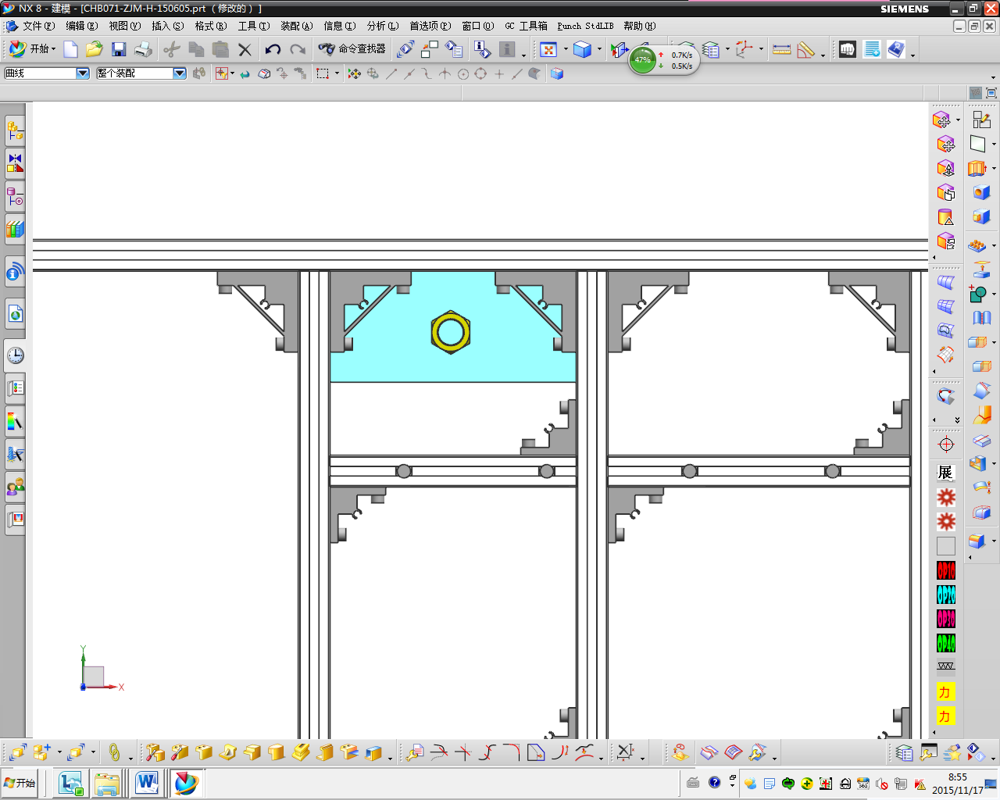 NX 8 - 建模 - [CHB071-ZJM-H-150605.prt （修改的） ]
SIEMENS
文件(F) 编辑(E) 视图(V) 插入(S) 格式(R) 工具(T) 装配(A) 信息(I) 分析(L) 首选项(P) 窗口(O) GC 工具箱 Punch StdLIB 帮助(H)
开始 命令查找器
47% 0.7K/s
0.5K/s
曲线 整个装配
展
OP10
OP20
OP30
OP40
力
力
Y
X
开始
8:55
2015/11/17